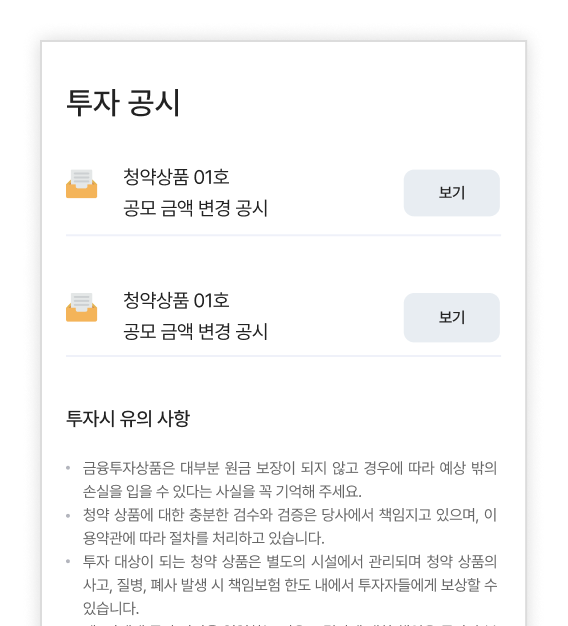 투자 공시
청약상품 01호
공모 금액 변경 공시
보기
청약상품 01호
공모 금액 변경 공시
보기
투자시 유의 사항
• 금융투자상품은 대부분 원금 보장이 되지 않고 경우에 따라 예상 밖의
손실을 입을 수 있다는 사실을 꼭 기억해 주세요.
• 청약 상품에 대한 충분한 검수와 검증은 당사에서 책임지고 있으며, 이
용약관에 따라 절차를 처리하고 있습니다.
• 투자 대상이 되는 청약 상품은 별도의 시설에서 관리되며 청약 상품의
사고, 질병, 폐사 발생 시 책임보험 한도 내에서 투자자들에게 보상할 수
있습니다.